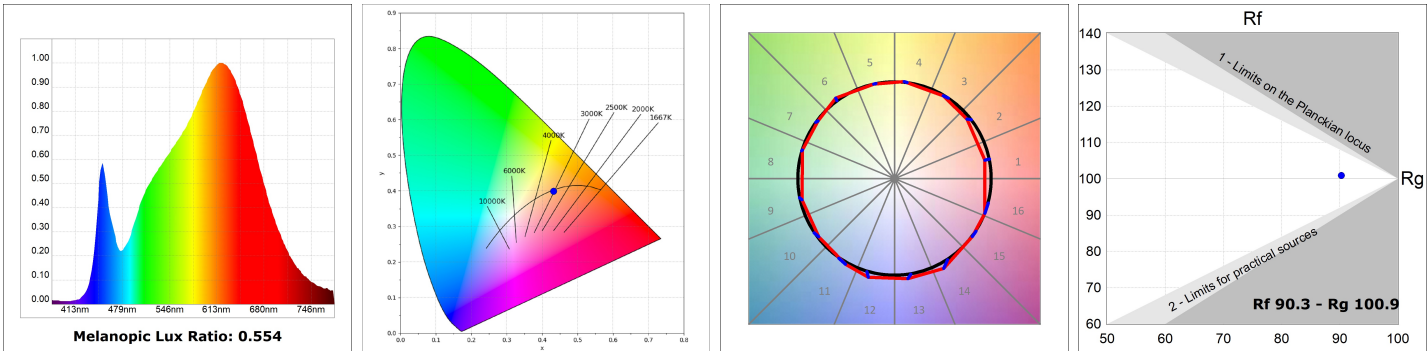 1.00
0.90
0.80
0.70
0.60
0.50
0.40
0.30
0.20
0.10
0.00
413nm 479nm 546nm 613nm 680nm 746nm
Melanopic Lux Ratio: 0.554
0.9
0.8
0.7
0.6
0.5
0.4
0.3
0.2
0.1
0.0
y
0.0 0.1 0.2 0.3 0.4 0.5 0.6 0.7 0.8
x
10000K
6000K
4000K
3000K
2500K
2000K
1667K
5 4
6 3
7 2
8 1
9 16
10 15
11 14
12 13
Rf
140
130
120
110
100
90
80
70
60
Rg
1 - Limits on the Planckian locus
2 - Limits for practical sources
Rf 90.3 - Rg 100.9
50 60 70 80 90 100